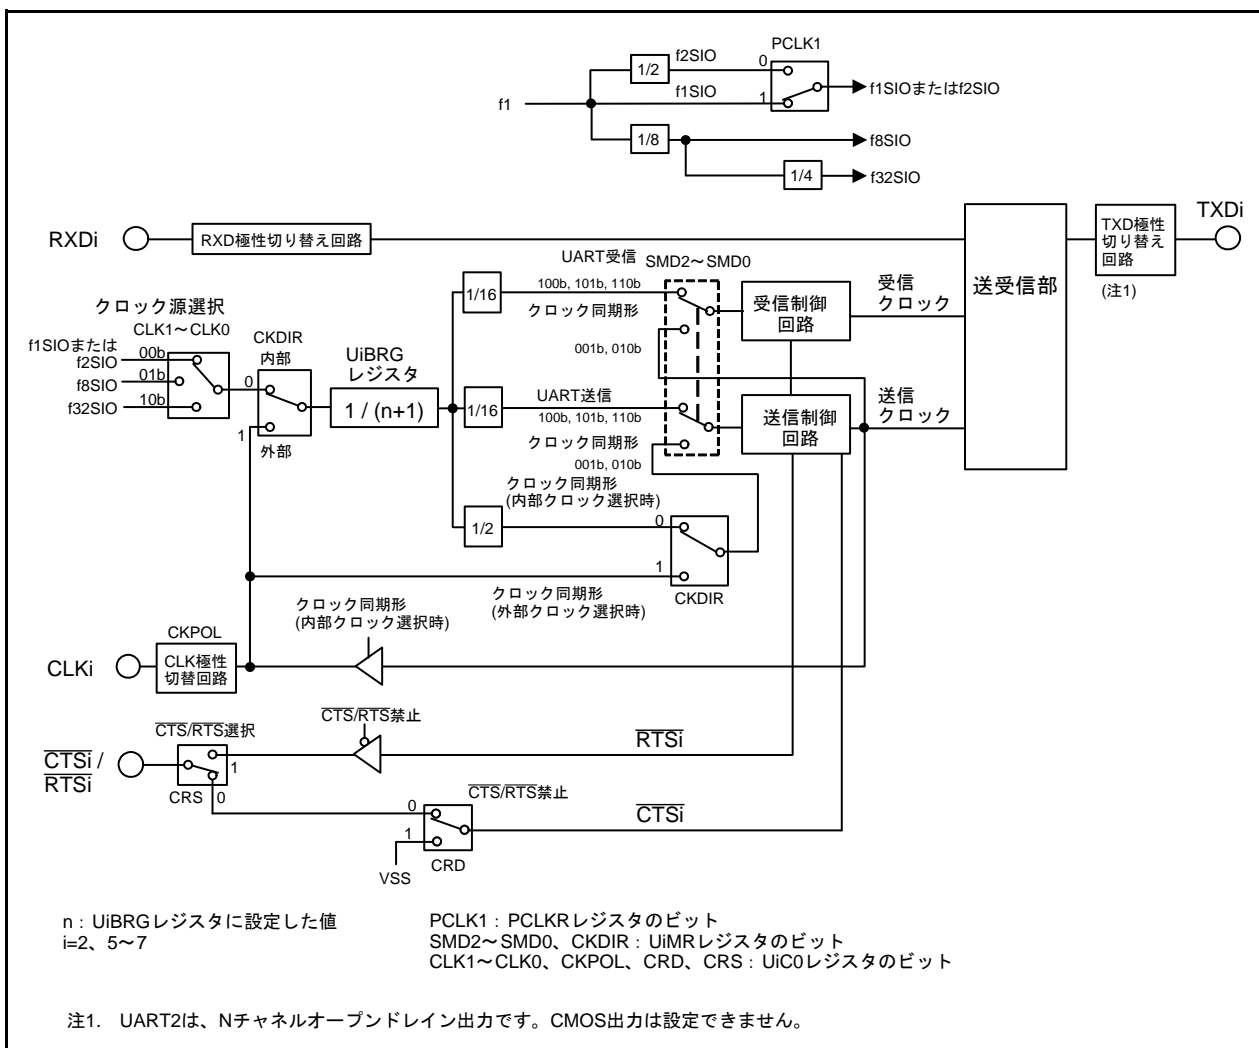 PCLK1
f2SIO
0
1/2
f1SIOまたはf2SIO
f1SIO
1
f1
1/8
f8SIO
1/4
f32SIO
RXDi
RXD極性切り替え回路
TXDi
TXD極性
切り替え
回路
(注1)
送受信部
UART受信
SMD2～SMD0
100b, 101b, 110b
1/16
クロック同期形
001b, 010b
受信制御
回路
受信
クロック
クロック源選択
CLK1～CLK0
f1SIOまたは
f2SIO
00b
f8SIO
01b
f32SIO
10b
CKDIR
内部
0
1
外部
UiBRG
レジスタ
1 / (n+1)
1/16
UART送信
100b, 101b, 110b
クロック同期形
001b, 010b
送信制御
回路
送信
クロック
クロック同期形
(内部クロック選択時)
1/2
0
1
CKDIR
クロック同期形
(外部クロック選択時)
クロック同期形
(内部クロック選択時)
CKPOL
CLKi
CLK極性
切替回路
CTS/RTS選択
CTS/RTS禁止
RTSi
CTSi /
RTSi
1
CRS
0
CTS/RTS禁止
0
CTSi
1
CRD
VSS
n : UiBRGレジスタに設定した値
i=2、5～7
PCLK1 : PCLKRレジスタのビット
SMD2～SMD0、CKDIR : UiMRレジスタのビット
CLK1～CLK0、CKPOL、CRD、CRS : UiC0レジスタのビット
注1. UART2は、Nチャネルオープンドレイン出力です。CMOS出力は設定できません。